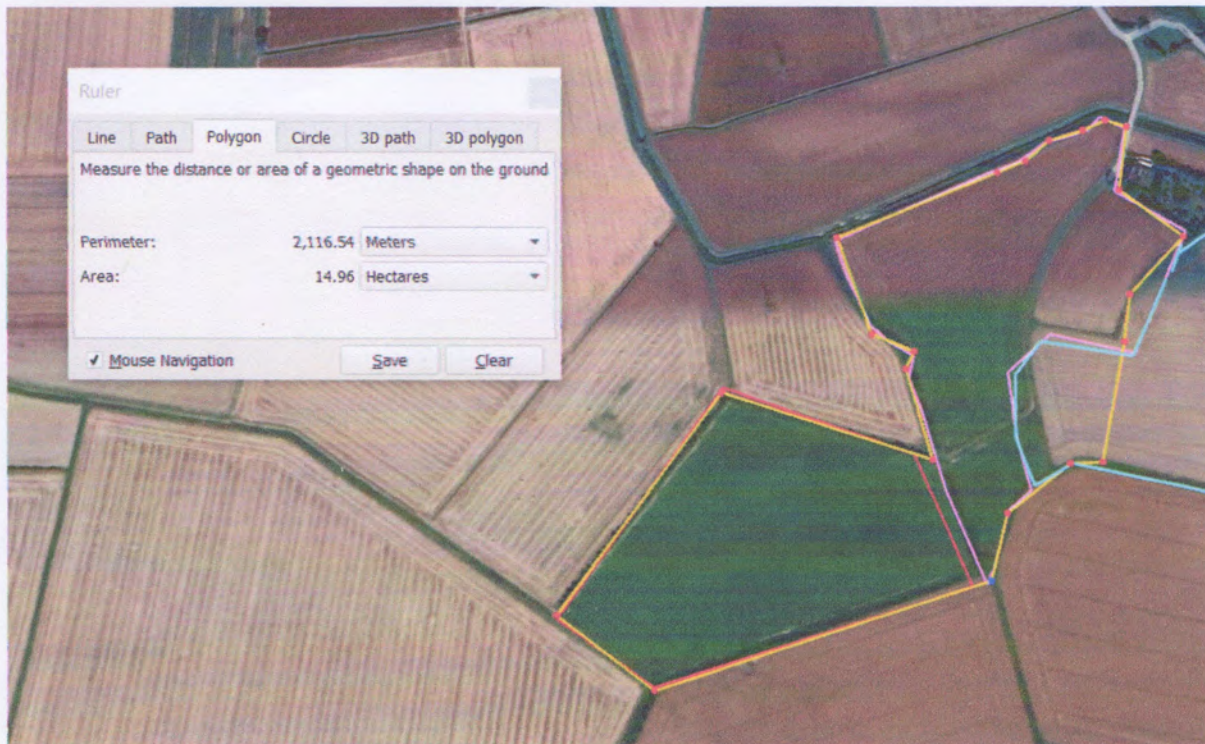 Ruler
Line Path Polygon Circle 3D path 3D polygon
Measure the distance or area of a geometric shape on the ground
Perimeter: 2,116.54 Meters
Area: 14.96 Hectares
Mouse Navigation Save Clear